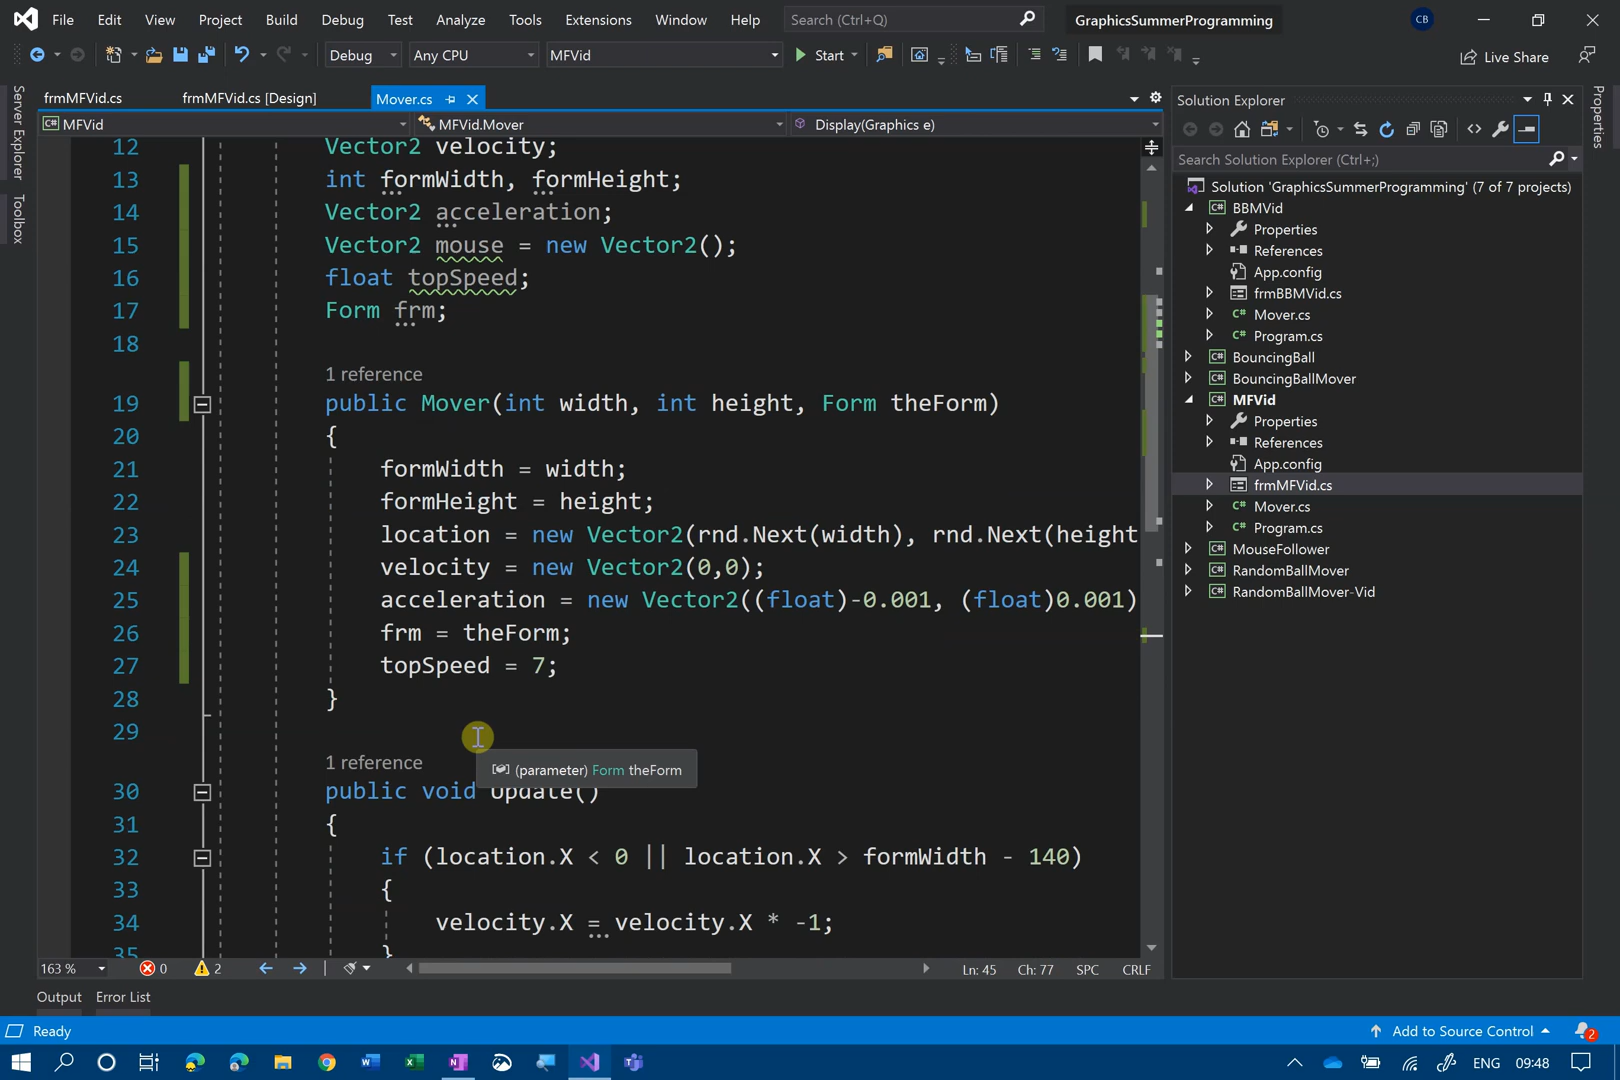 File Edit View Project Build Debug Test Analyze Tools Extensions Window Help Search (Ctrl+Q) GraphicsSummerProgramming CB
Debug Any CPU MFVid Start Live Share
frmMFVid.cs frmMFVid.cs [Design] Mover.cs
MFVid MFVid.Mover Display(Graphics e)
Server Explorer
Toolbox
12 Vector2 velocity;
13 int formWidth, formHeight;
14 Vector2 acceleration;
15 Vector2 mouse = new Vector2();
16 float topSpeed;
17 Form frm;
18
1 reference
19 public Mover(int width, int height, Form theForm)
20 {
21 formWidth = width;
22 formHeight = height;
23 location = new Vector2(rnd.Next(width), rnd.Next(height
24 velocity = new Vector2(0,0);
25 acceleration = new Vector2((float)-0.001, (float)0.001)
26 frm = theForm;
27 topSpeed = 7;
28 }
29
1 reference
(parameter) Form theForm
30 public void Update()
31 {
32 if (location.X < 0 || location.X > formWidth - 140)
33 {
34 velocity.X = velocity.X * -1;
35 }
163 % 0 2 Ln: 45 Ch: 77 SPC CRLF
Output Error List
Solution Explorer
Search Solution Explorer (Ctrl+;)
Solution 'GraphicsSummerProgramming' (7 of 7 projects)
C# BBMVid
Properties
References
App.config
frmBBMVid.cs
C# Mover.cs
C# Program.cs
C# BouncingBall
C# BouncingBallMover
C# MFVid
Properties
References
App.config
frmMFVid.cs
C# Mover.cs
C# Program.cs
C# MouseFollower
C# RandomBallMover
C# RandomBallMover-Vid
Properties
Ready Add to Source Control 2
ENG 09:48